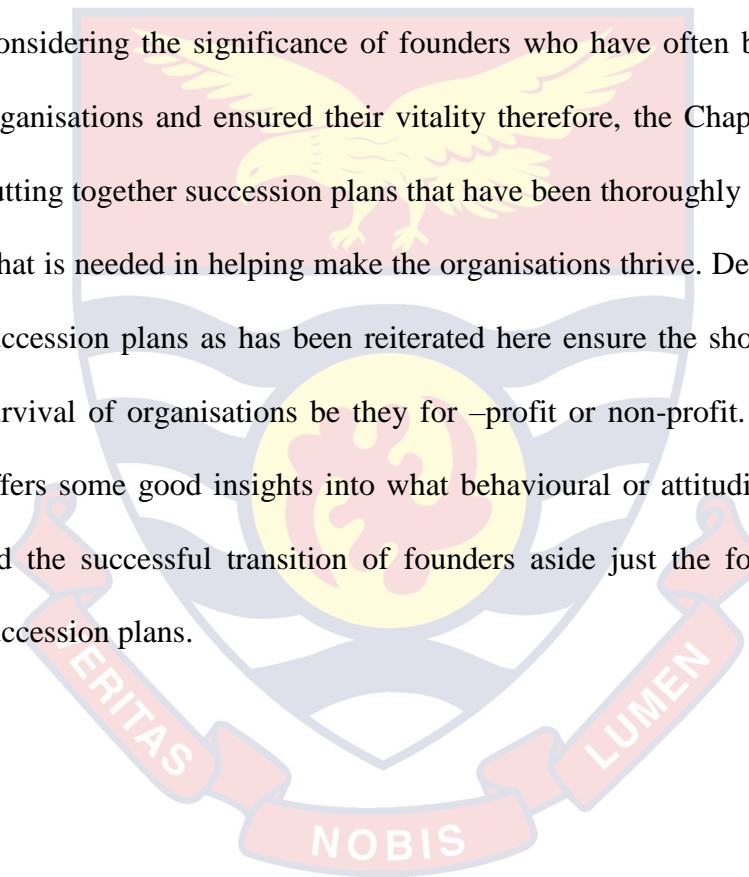 onsidering the significance of founders who have often b
ganisations and ensured their vitality therefore, the Chap
tting together succession plans that have been thoroughly
hat is needed in helping make the organisations thrive. De
ccession plans as has been reiterated here ensure the sho
rvival of organisations be they for –profit or non-profit.
ffers some good insights into what behavioural or attitudi
d the successful transition of founders aside just the fo
ccession plans.
VERITAS
NOBIS
LUMEN